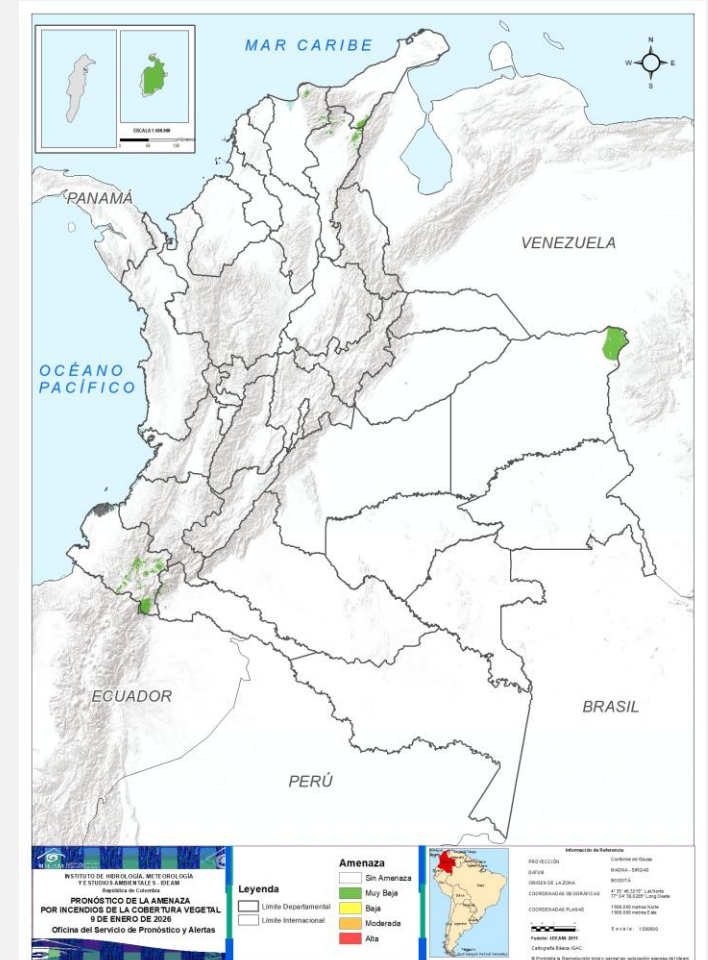 MAR CARIBE
N
W
E
S
ESCALA 1:400.000
PANAMÁ
VENEZUELA
OCÉANO
PACÍFICO
ECUADOR
BRASIL
PERÚ
INSTITUTO DE HIDROLOGÍA, METEOROLOGÍA
Y ESTUDIOS AMBIENTALES - IDEAM
República de Colombia
PRONÓSTICO DE LA AMENAZA
POR INCENDIOS DE LA COBERTURA VEGETAL
9 DE ENERO DE 2026
Oficina del Servicio de Pronóstico y Alertas
Leyenda
Límite Departamental
Límite Internacional
Amenaza
Sin Amenaza
Muy Baja
Baja
Moderada
Alta
Información de Referencia
PROYECCIÓN
Conforme de Gauss
DATUM
MAGNA - SIRGAS
ORIGEN DE LA ZONA
BOGOTÁ
COORDENADAS GEOGRÁFICAS
COORDENADAS PLANAS
1'000.000 metros Norte
1'000.000 metros Este
Fuente: IDEAM
Cartografía Básica IGAC